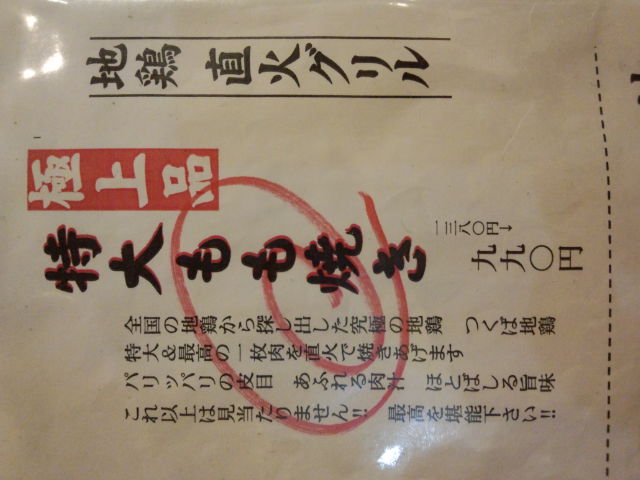 地鶏 直火グリル
極上品
特大もも焼き
一三八〇円→
九九〇円
全国の地鶏から探し出した究極の地鶏 つくば地鶏
特大&最高の一枚肉を直火で焼きあげます
パリッパリの皮目 あふれる肉汁 ほとばしる旨味
これ以上は見当たりません!! 最高を堪能下さい!!